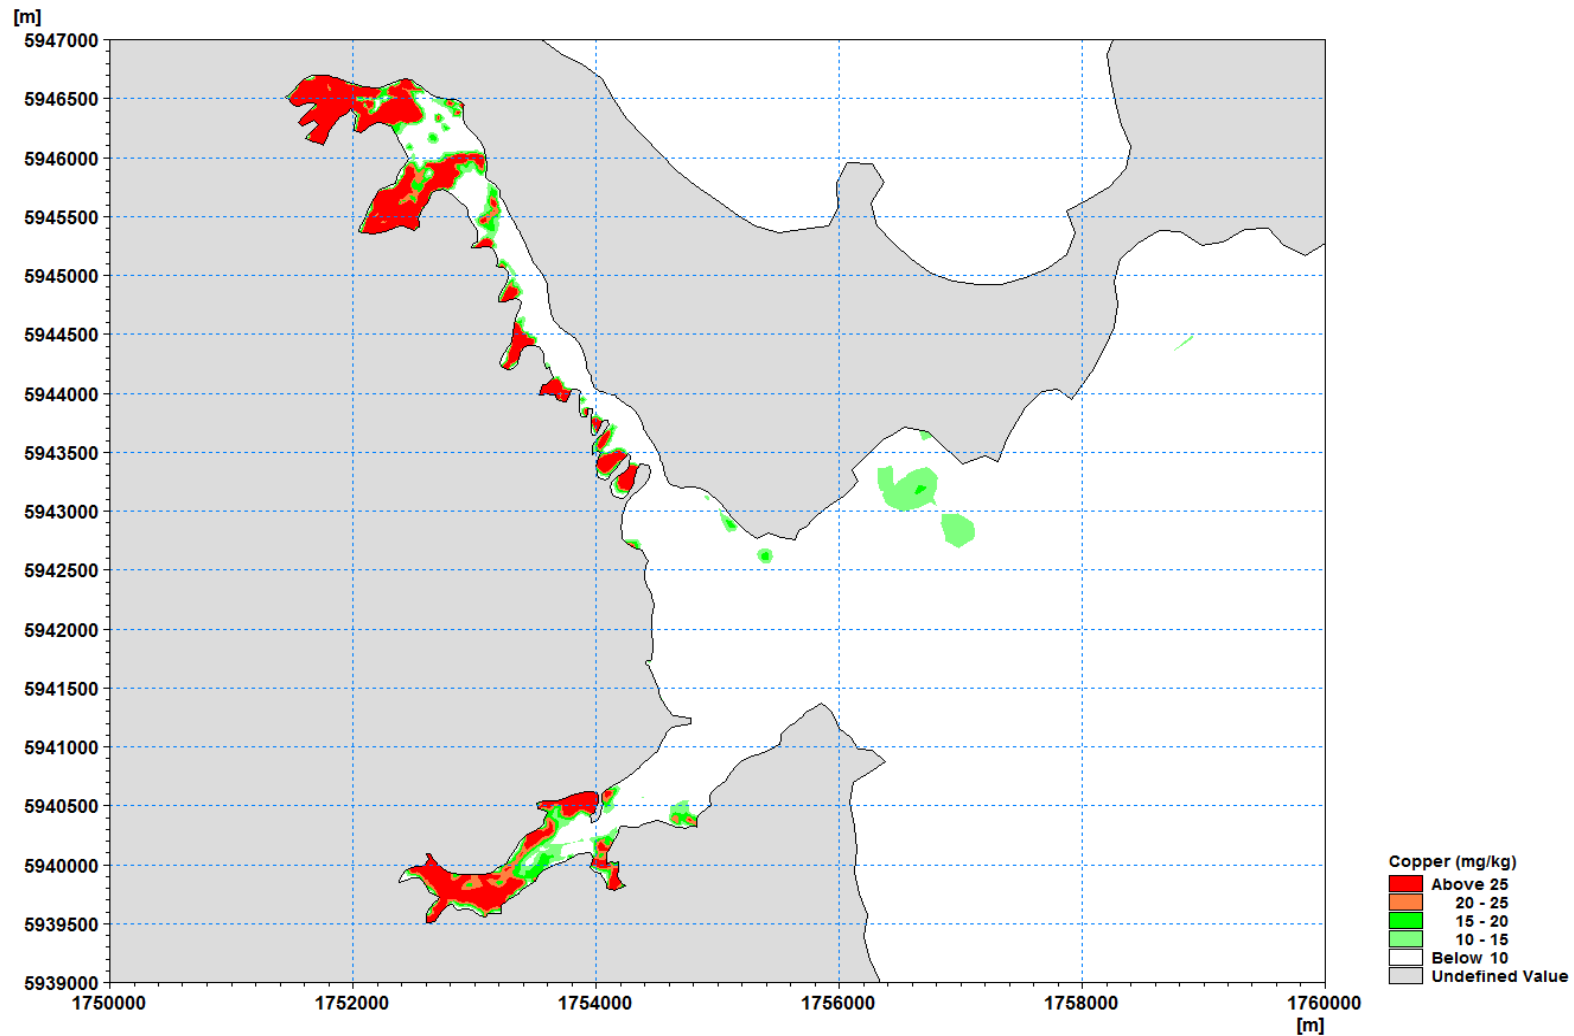 [m]
5947000
5946500
5946000
5945500
5945000
5944500
5944000
5943500
5943000
5942500
5942000
5941500
5941000
5940500
5940000
5939500
5939000
1750000 1752000 1754000 1756000 1758000 1760000
[m]
Copper (mg/kg)
Above 25
20 - 25
15 - 20
10 - 15
Below 10
Undefined Value